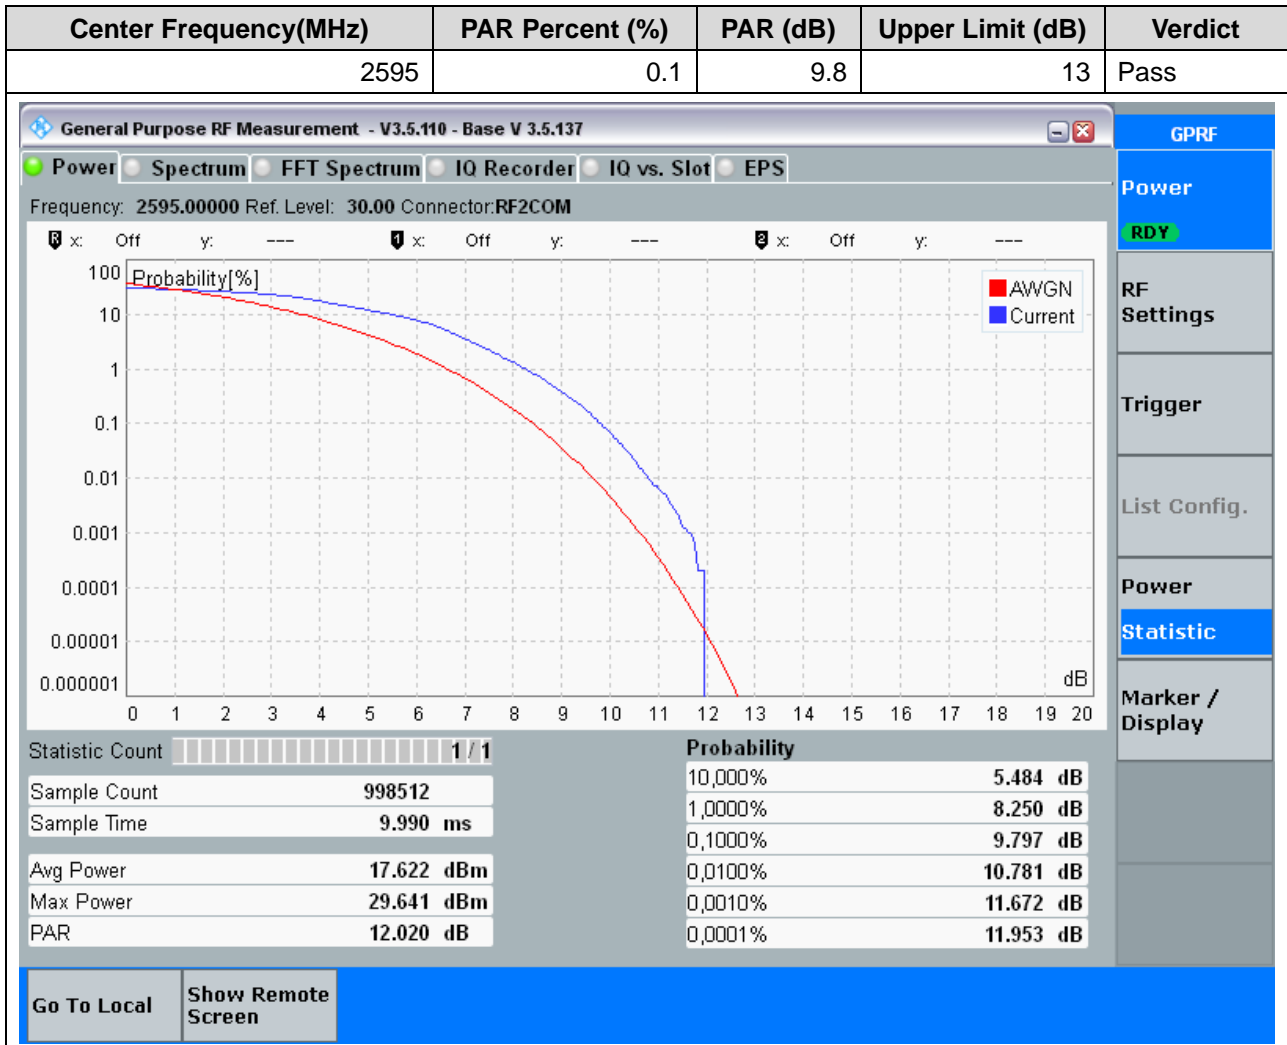 Center Frequency(MHz) PAR Percent (%) PAR (dB) Upper Limit (dB) Verdict
2595 0.1 9.8 13 Pass
General Purpose RF Measurement - V3.5.110 - Base V 3.5.137
GPRF
Power Spectrum FFT Spectrum IQ Recorder IQ vs. Slot EPS
Power
RDY
Frequency: 2595.00000 Ref. Level: 30.00 Connector:RF2COM
R x: Off y: --- 1 x: Off y: --- 2 x: Off y: ---
Probability[%]
AWGN
Current
100
10
1
0.1
0.01
0.001
0.0001
0.00001
0.000001
dB
0 1 2 3 4 5 6 7 8 9 10 11 12 13 14 15 16 17 18 19 20
RF
Settings
Trigger
List Config.
Power
Statistic
Marker /
Display
Statistic Count 1 / 1
Sample Count 998512
Sample Time 9.990 ms
Avg Power 17.622 dBm
Max Power 29.641 dBm
PAR 12.020 dB
Probability
10,000% 5.484 dB
1,0000% 8.250 dB
0,1000% 9.797 dB
0,0100% 10.781 dB
0,0010% 11.672 dB
0,0001% 11.953 dB
Go To Local
Show Remote
Screen